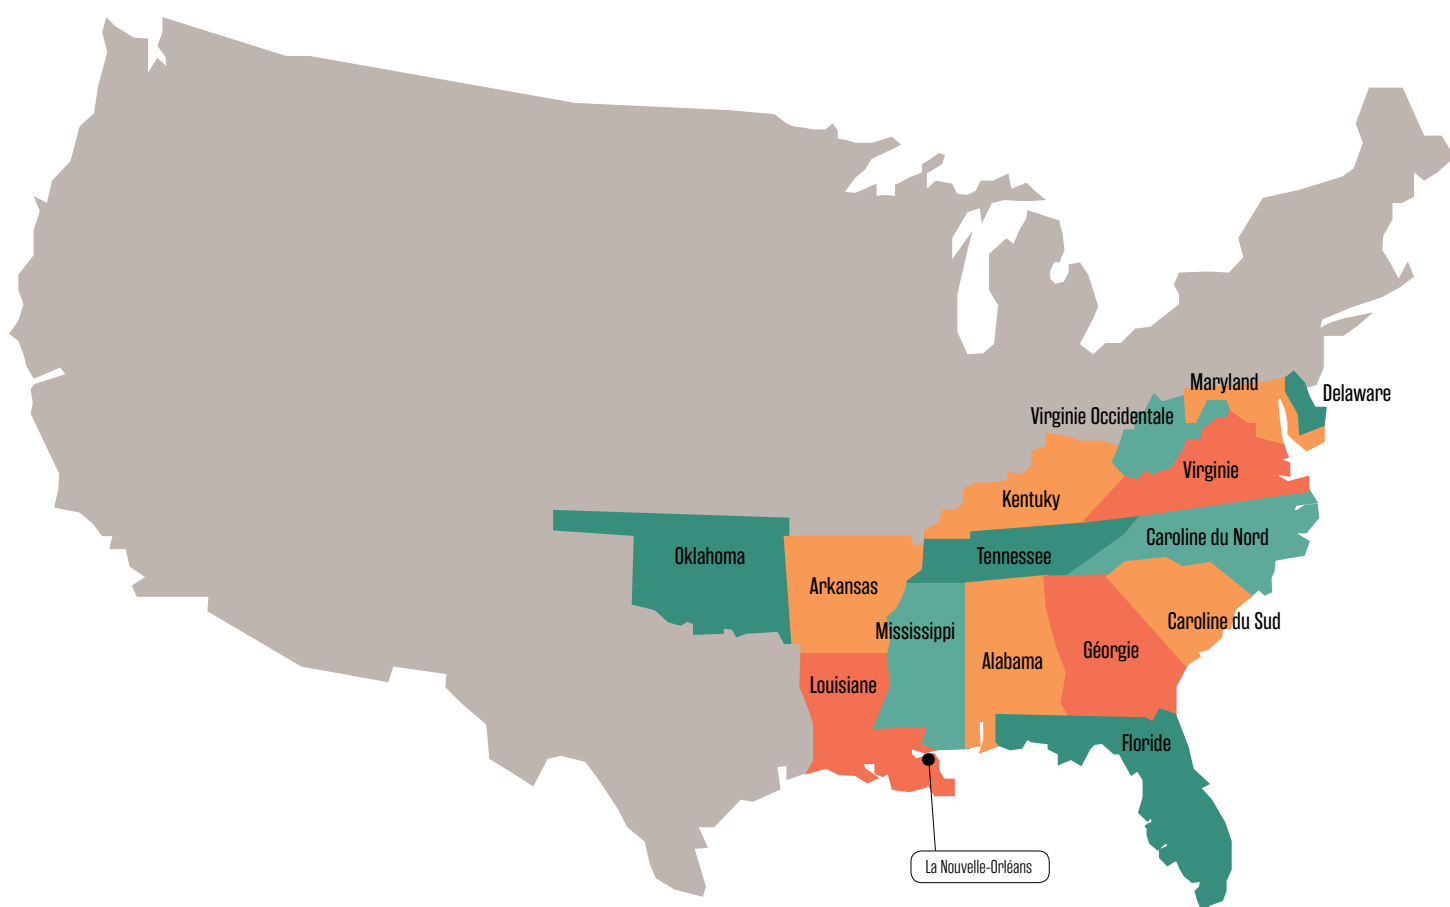 Maryland
Delaware
Virginie Occidentale
Virginie
Kentuky
Caroline du Nord
Oklahoma
Tennessee
Arkansas
Caroline du Sud
Mississippi
Géorgie
Alabama
Louisiane
Floride
La Nouvelle-Orléans